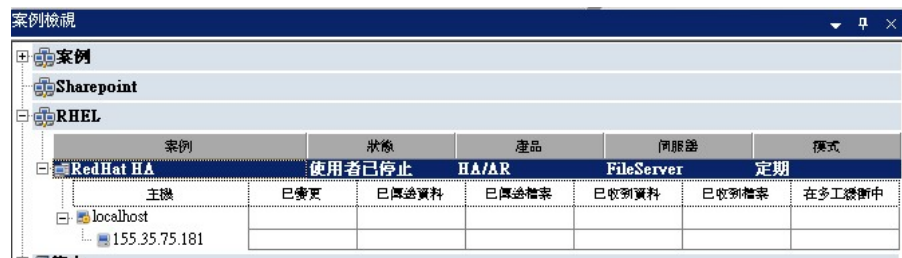 案例檢視
案例
Sharepoint
RHEL
案例 狀態 產品 伺服器 模式
RedHat HA 使用者已停止 HA/AR FileServer 定期
主機 已變更 已傳送資料 已傳送檔案 已收到資料 已收到檔案 在多工緩衝中
localhost
155.35.75.181